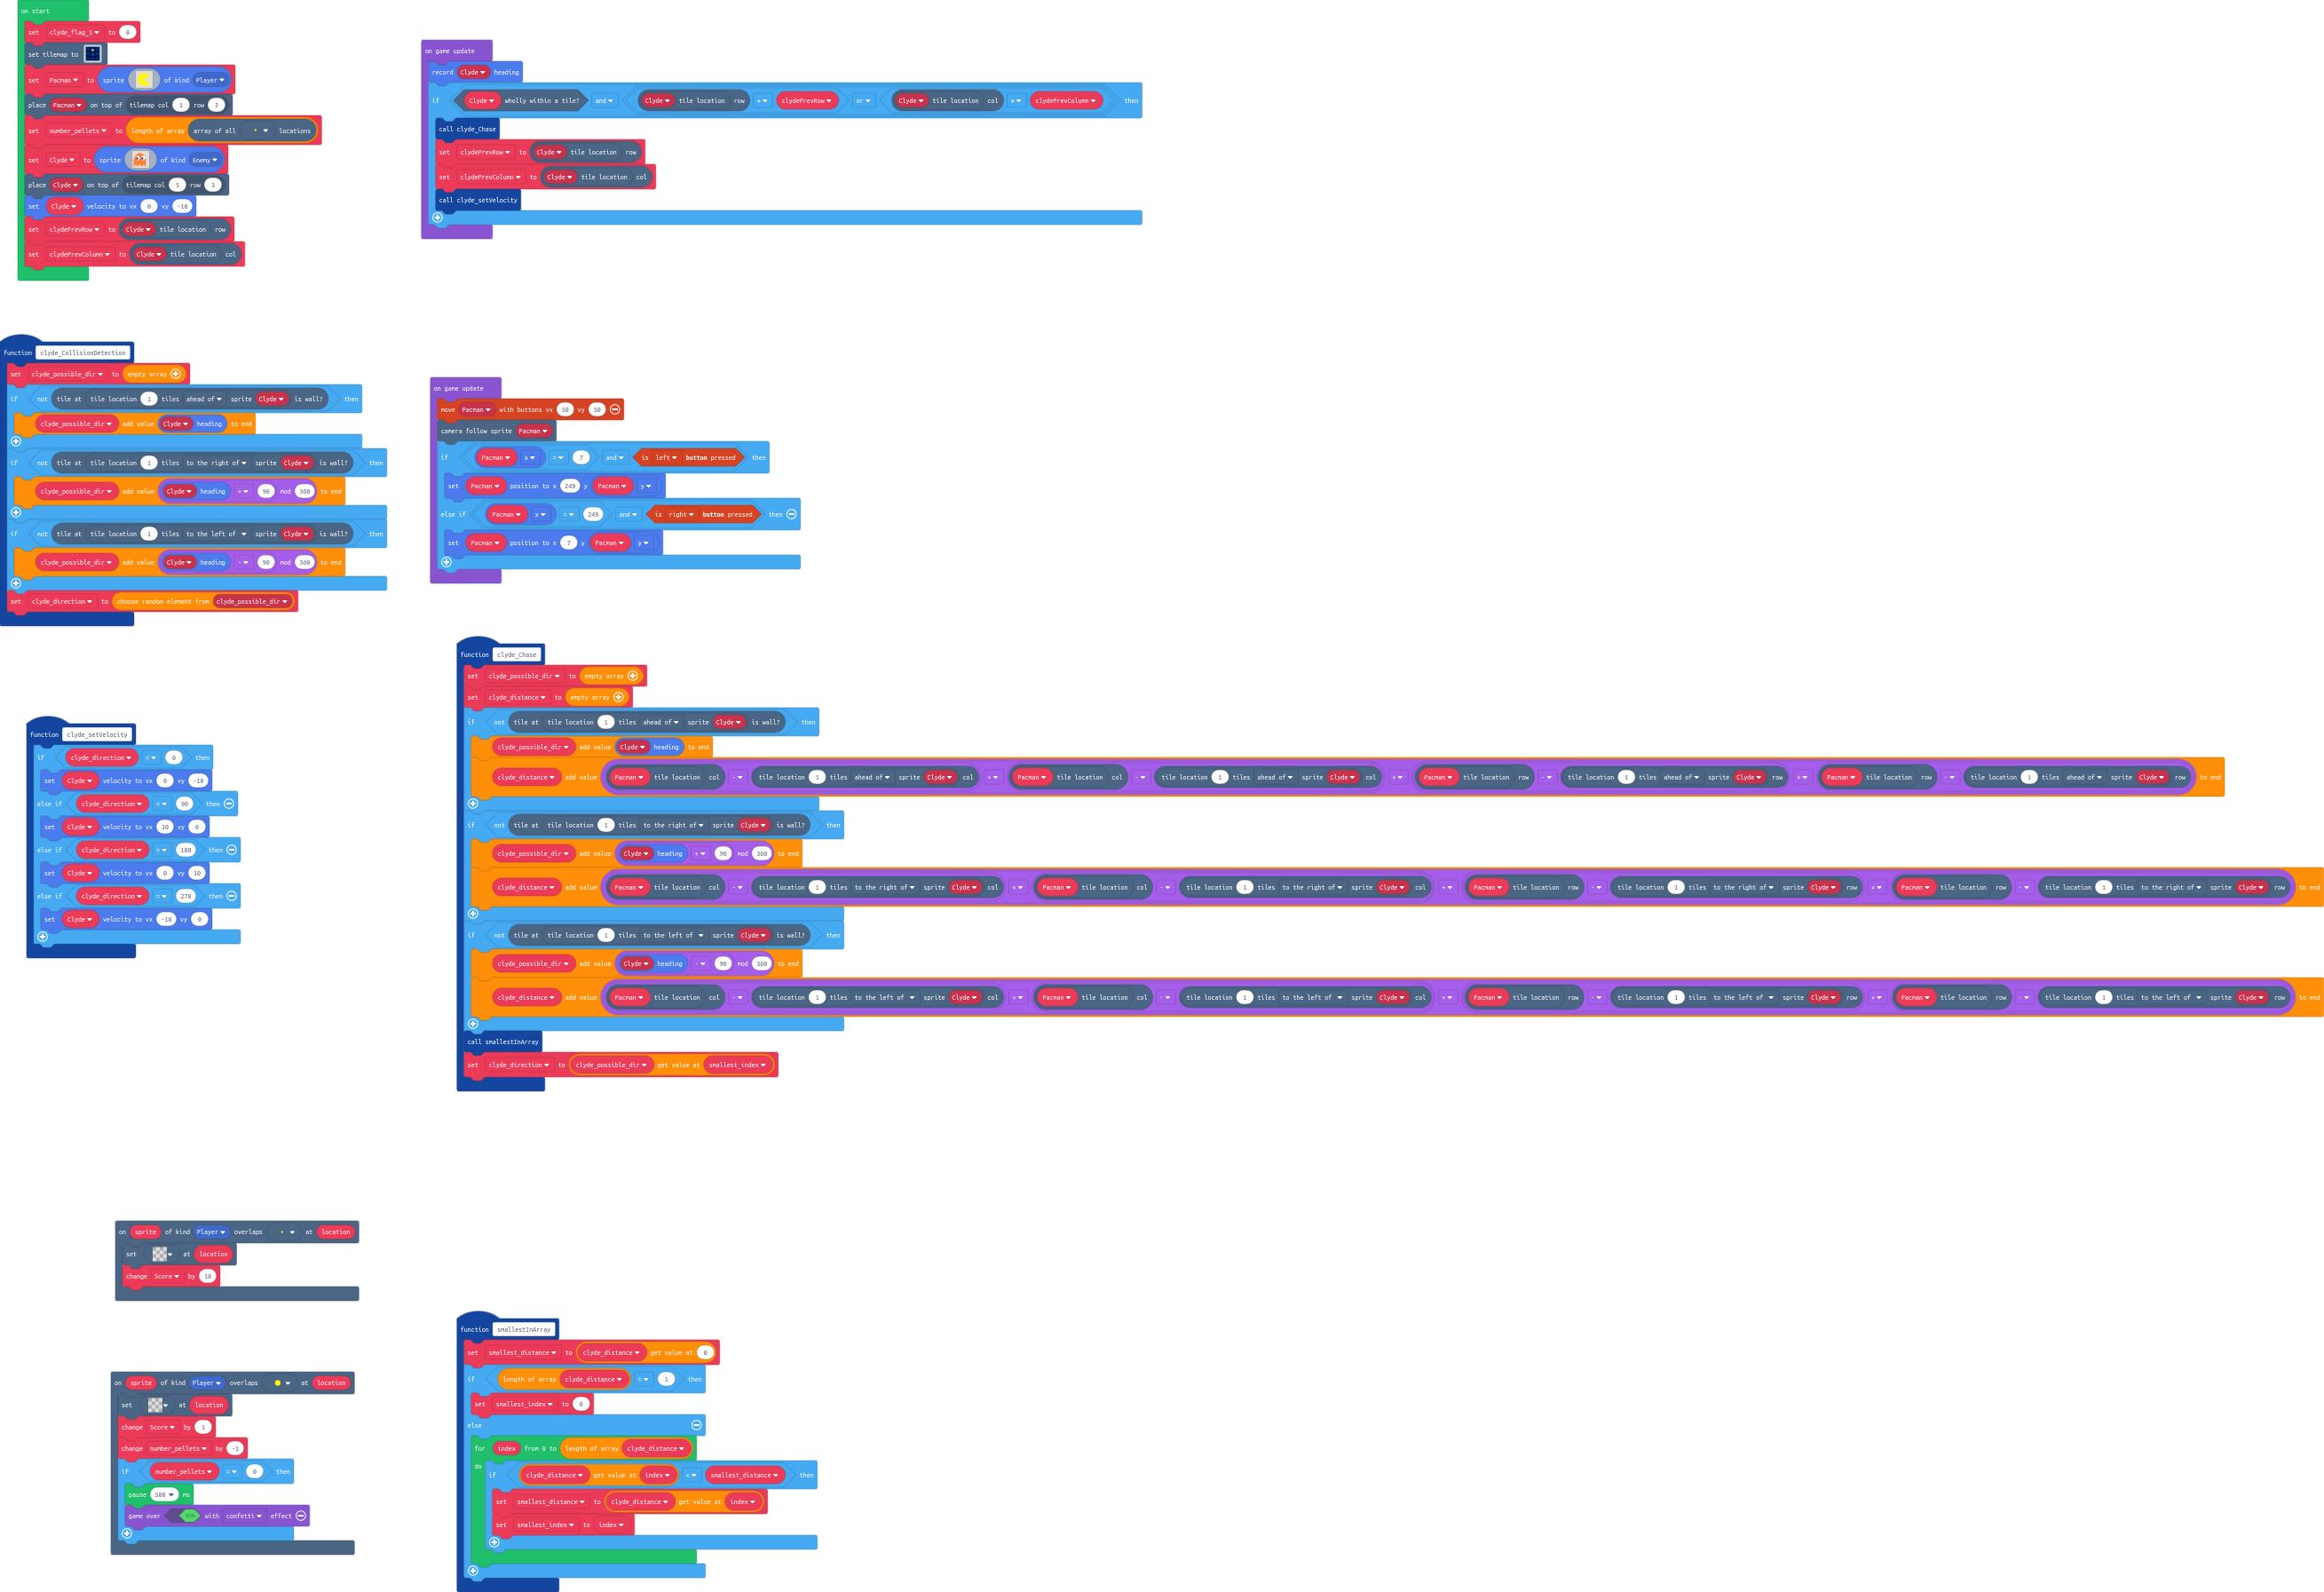 on start
set clyde_flag_1 to 0
set tilemap to
set Pacman to sprite of kind Player
place Pacman on top of tilemap col 1 row 3
set number_pellets to length of array array of all locations
set Clyde to sprite of kind Enemy
place Clyde on top of tilemap col 5 row 3
set Clyde velocity to vx 0 vy -10
set clydePrevRow to Clyde tile location row
set clydePrevColumn to Clyde tile location col
on game update
record Clyde heading
if Clyde wholly within a tile? and Clyde tile location row ≠ clydePrevRow or Clyde tile location col ≠ clydePrevColumn then
call clyde_Chase
set clydePrevRow to Clyde tile location row
set clydePrevColumn to Clyde tile location col
call clyde_setVelocity
function clyde_CollisionDetection
set clyde_possible_dir to empty array
if not tile at tile location 1 tiles ahead of sprite Clyde is wall? then
clyde_possible_dir add value Clyde heading to end
if not tile at tile location 1 tiles to the right of sprite Clyde is wall? then
clyde_possible_dir add value Clyde heading + 90 mod 360 to end
if not tile at tile location 1 tiles to the left of sprite Clyde is wall? then
clyde_possible_dir add value Clyde heading - 90 mod 360 to end
set clyde_direction to choose random element from clyde_possible_dir
on game update
move Pacman with buttons vx 50 vy 50
camera follow sprite Pacman
if Pacman x = 7 and is left button pressed then
set Pacman position to x 249 y Pacman y
else if Pacman x = 249 and is right button pressed then
set Pacman position to x 7 y Pacman y
function clyde_setVelocity
if clyde_direction = 0 then
set Clyde velocity to vx 0 vy -10
else if clyde_direction = 90 then
set Clyde velocity to vx 10 vy 0
else if clyde_direction = 180 then
set Clyde velocity to vx 0 vy 10
else if clyde_direction = 270 then
set Clyde velocity to vx -10 vy 0
function clyde_Chase
set clyde_possible_dir to empty array
set clyde_distance to empty array
if not tile at tile location 1 tiles ahead of sprite Clyde is wall? then
clyde_possible_dir add value Clyde heading to end
clyde_distance add value Pacman tile location col - tile location 1 tiles ahead of sprite Clyde col × Pacman tile location col - tile location 1 tiles ahead of sprite Clyde col + Pacman tile location row - tile location 1 tiles ahead of sprite Clyde row × Pacman tile location row - tile location 1 tiles ahead of sprite Clyde row to end
if not tile at tile location 1 tiles to the right of sprite Clyde is wall? then
clyde_possible_dir add value Clyde heading + 90 mod 360 to end
clyde_distance add value Pacman tile location col - tile location 1 tiles to the right of sprite Clyde col × Pacman tile location col - tile location 1 tiles to the right of sprite Clyde col + Pacman tile location row - tile location 1 tiles to the right of sprite Clyde row × Pacman tile location row - tile location 1 tiles to the right of sprite Clyde row to end
if not tile at tile location 1 tiles to the left of sprite Clyde is wall? then
clyde_possible_dir add value Clyde heading - 90 mod 360 to end
clyde_distance add value Pacman tile location col - tile location 1 tiles to the left of sprite Clyde col × Pacman tile location col - tile location 1 tiles to the left of sprite Clyde col + Pacman tile location row - tile location 1 tiles to the left of sprite Clyde row × Pacman tile location row - tile location 1 tiles to the left of sprite Clyde row to end
call smallestInArray
set clyde_direction to clyde_possible_dir get value at smallest_index
on sprite of kind Player overlaps at location
set at location
change Score by 10
on sprite of kind Player overlaps at location
set at location
change Score by 1
change number_pellets by -1
if number_pellets = 0 then
pause 500 ms
game over WIN with confetti effect
function smallestInArray
set smallest_distance to clyde_distance get value at 0
if length of array clyde_distance = 1 then
set smallest_index to 0
else
for index from 0 to length of array clyde_distance
do
if clyde_distance get value at index < smallest_distance then
set smallest_distance to clyde_distance get value at index
set smallest_index to index